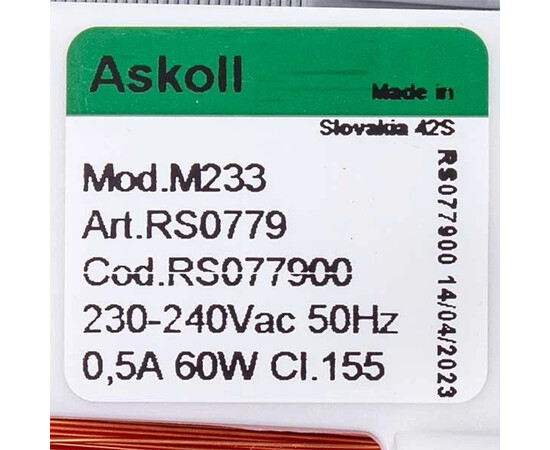 Askoll
Made in
Slovakia 42S
Mod.M233
Art.RS0779
Cod.RS077900
230-240Vac 50Hz
0,5A 60W Cl.155
RS077900 14/04/2023